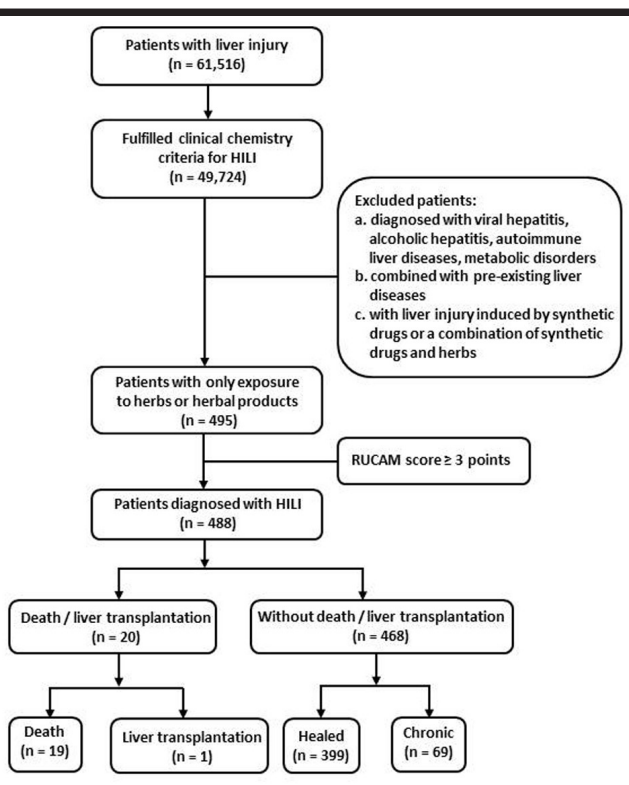 Patients with liver injury
(n = 61,516)
Fulfilled clinical chemistry
criteria for HILI
(n = 49,724)
Excluded patients:
a. diagnosed with viral hepatitis,
alcoholic hepatitis, autoimmune
liver diseases, metabolic disorders
b. combined with pre-existing liver
diseases
c. with liver injury induced by synthetic
drugs or a combination of synthetic
drugs and herbs
Patients with only exposure
to herbs or herbal products
(n = 495)
RUCAM score ≥ 3 points
Patients diagnosed with HILI
(n = 488)
Death / liver transplantation
(n = 20)
Without death / liver transplantation
(n = 468)
Death
(n = 19)
Liver transplantation
(n = 1)
Healed
(n = 399)
Chronic
(n = 69)